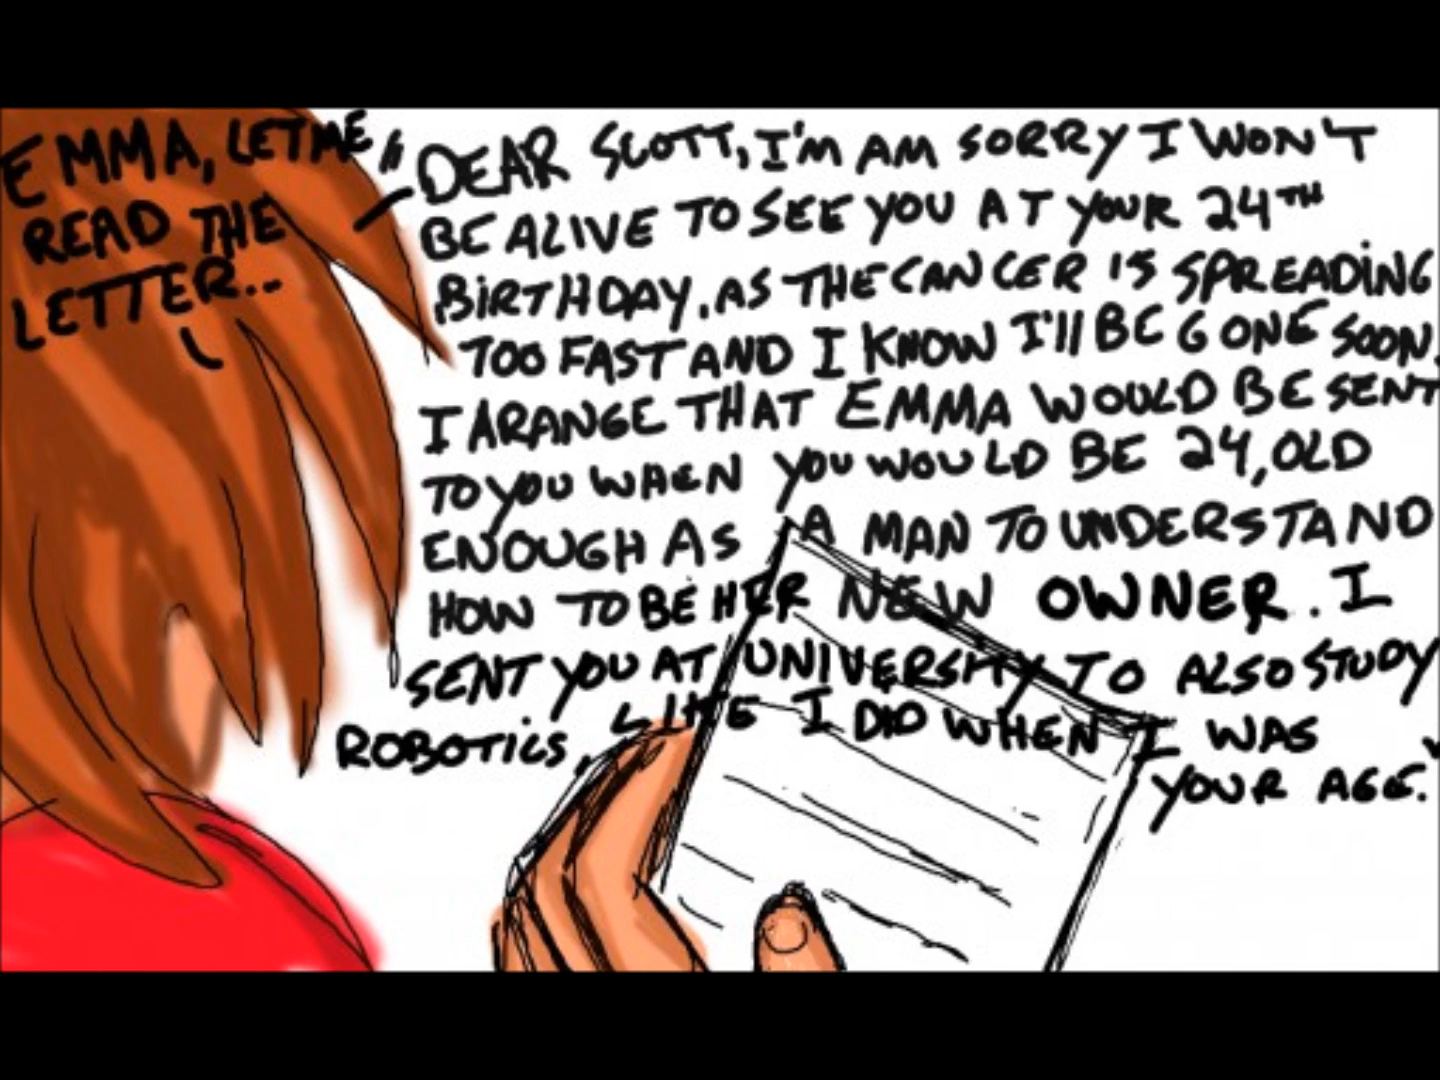 EMMA, LET ME
READ THE
LETTER..
"DEAR SCOTT, I'M AM SORRY I WON'T
BE ALIVE TO SEE YOU AT YOUR 24TH
BIRTHDAY, AS THE CANCER IS SPREADING
TOO FAST AND I KNOW I'll BE GONE SOON.
I ARANGE THAT EMMA WOULD BE SENT
TO YOU WHEN YOU WOULD BE 24, OLD
ENOUGH AS A MAN TO UNDERSTAND
HOW TO BE HER NEW OWNER. I
SENT YOU AT UNIVERSITY TO ALSO STUDY
ROBOTICS, LIKE I DID WHEN I WAS
YOUR AGE.